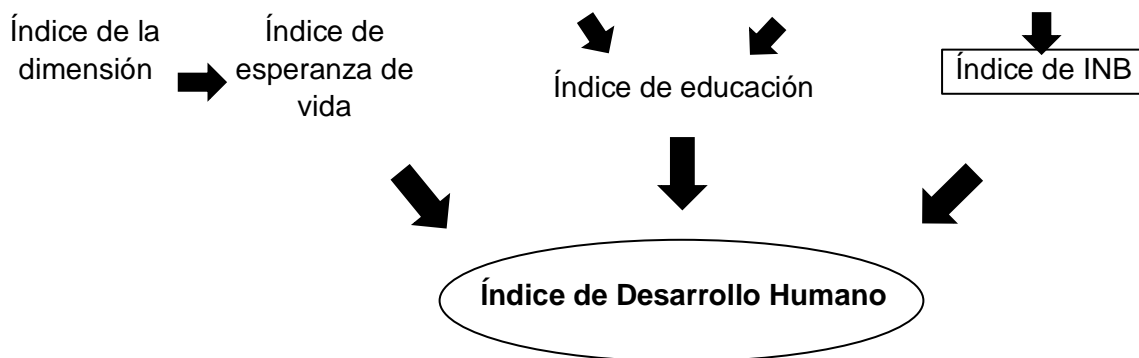 Índice de la
dimensión
Índice de
esperanza de
vida
Índice de educación
Índice de INB
Índice de Desarrollo Humano